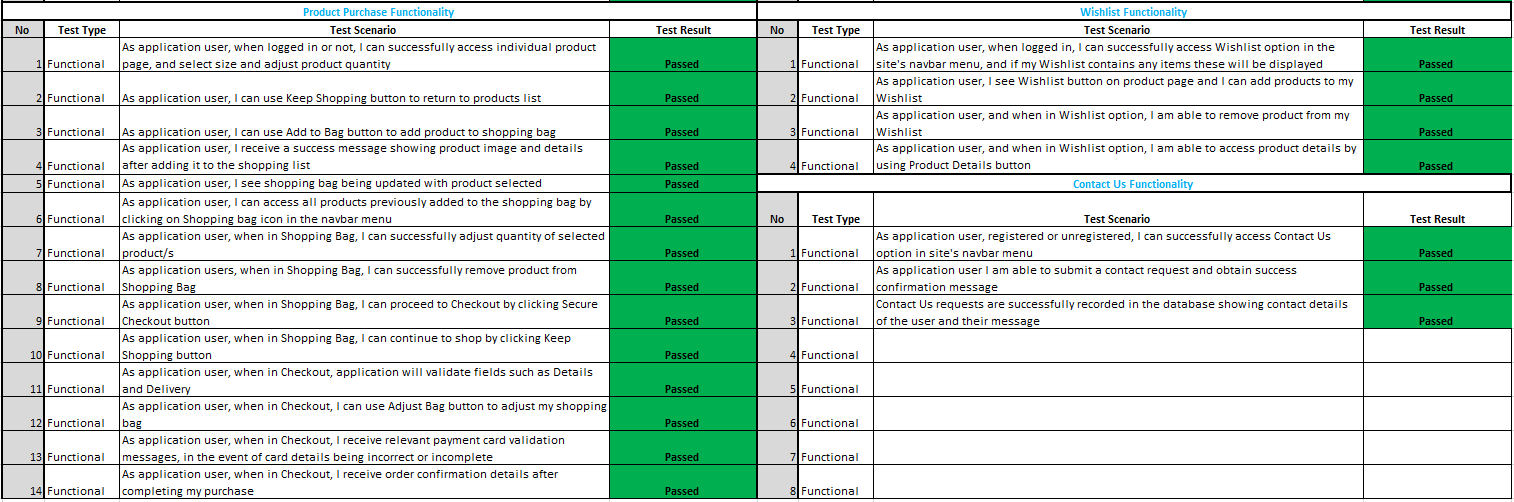 Product Purchase Functionality
No Test Type Test Scenario Test Result
1 Functional As application user, when logged in or not, I can successfully access individual product
page, and select size and adjust product quantity Passed
2 Functional As application user, I can use Keep Shopping button to return to products list Passed
3 Functional As application user, I can use Add to Bag button to add product to shopping bag Passed
4 Functional As application user, I receive a success message showing product image and details
after adding it to the shopping list Passed
5 Functional As application user, I see shopping bag being updated with product selected Passed
6 Functional As application user, I can access all products previously added to the shopping bag by
clicking on Shopping bag icon in the navbar menu Passed
7 Functional As application user, when in Shopping Bag, I can successfully adjust quantity of selected
product/s Passed
8 Functional As application users, when in Shopping Bag, I can successfully remove product from
Shopping Bag Passed
9 Functional As application user, when in Shopping Bag, I can proceed to Checkout by clicking Secure
Checkout button Passed
10 Functional As application user, when in Shopping Bag, I can continue to shop by clicking Keep
Shopping button Passed
11 Functional As application user, when in Checkout, application will validate fields such as Details
and Delivery Passed
12 Functional As application user, when in Checkout, I can use Adjust Bag button to adjust my shopping
bag Passed
13 Functional As application user, when in Checkout, I receive relevant payment card validation
messages, in the event of card details being incorrect or incomplete Passed
14 Functional As application user, when in Checkout, I receive order confirmation details after
completing my purchase Passed
Wishlist Functionality
No Test Type Test Scenario Test Result
1 Functional As application user, when logged in, I can successfully access Wishlist option in the
site's navbar menu, and if my Wishlist contains any items these will be displayed Passed
2 Functional As application user, I see Wishlist button on product page and I can add products to my
Wishlist Passed
3 Functional As application user, and when in Wishlist option, I am able to remove product from my
Wishlist Passed
4 Functional As application user, and when in Wishlist option, I am able to access product details by
using Product Details button Passed
Contact Us Functionality
No Test Type Test Scenario Test Result
1 Functional As application user, registered or unregistered, I can successfully access Contact Us
option in site's navbar menu Passed
2 Functional As application user I am able to submit a contact request and obtain success
confirmation message Passed
3 Functional Contact Us requests are successfully recorded in the database showing contact details
of the user and their message Passed
4 Functional
5 Functional
6 Functional
7 Functional
8 Functional